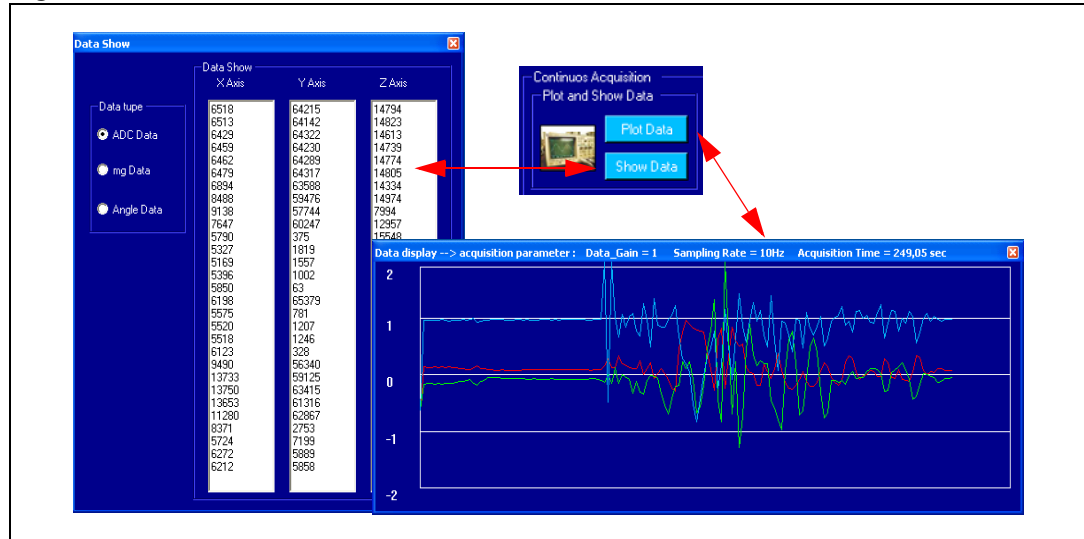 Data Show
Data Show
X Axis Y Axis Z Axis
Data type
ADC Data
mg Data
Angle Data
6518 64215 14794
6513 64142 14823
6429 64322 14613
6459 64230 14739
6462 64289 14774
6479 64317 14805
6894 63588 14334
8488 59476 14974
9138 57744 7994
7647 60247 12957
5790 375 15548
5327 1819
5169 1557
5396 1002
5850 63
6198 65379
5575 781
5520 1207
5518 1246
6123 328
9490 56340
13733 59125
13750 63415
13653 61316
11280 62867
8371 2753
5724 7199
6272 5889
6212 5858
Continuos Acquisition
Plot and Show Data
Plot Data
Show Data
Data display --> acquisition parameter : Data_Gain = 1 Sampling Rate = 10Hz Acquisition Time = 249,05 sec
2
1
0
-1
-2